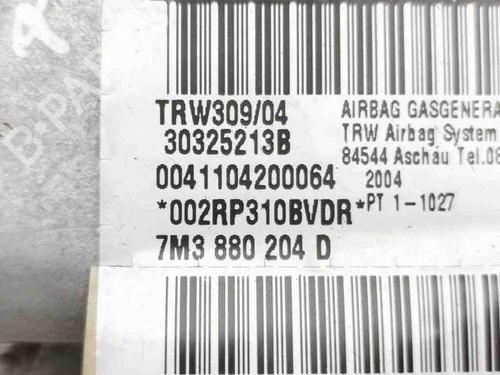 TRW309/04
30325213B
0041104200064
*002RP310BVDR*
7M3 880 204 D
AIRBAG GASGENERA
TRW Airbag System
84544 Aschau Tel.08
2004
PT 1-1027
B-PAR